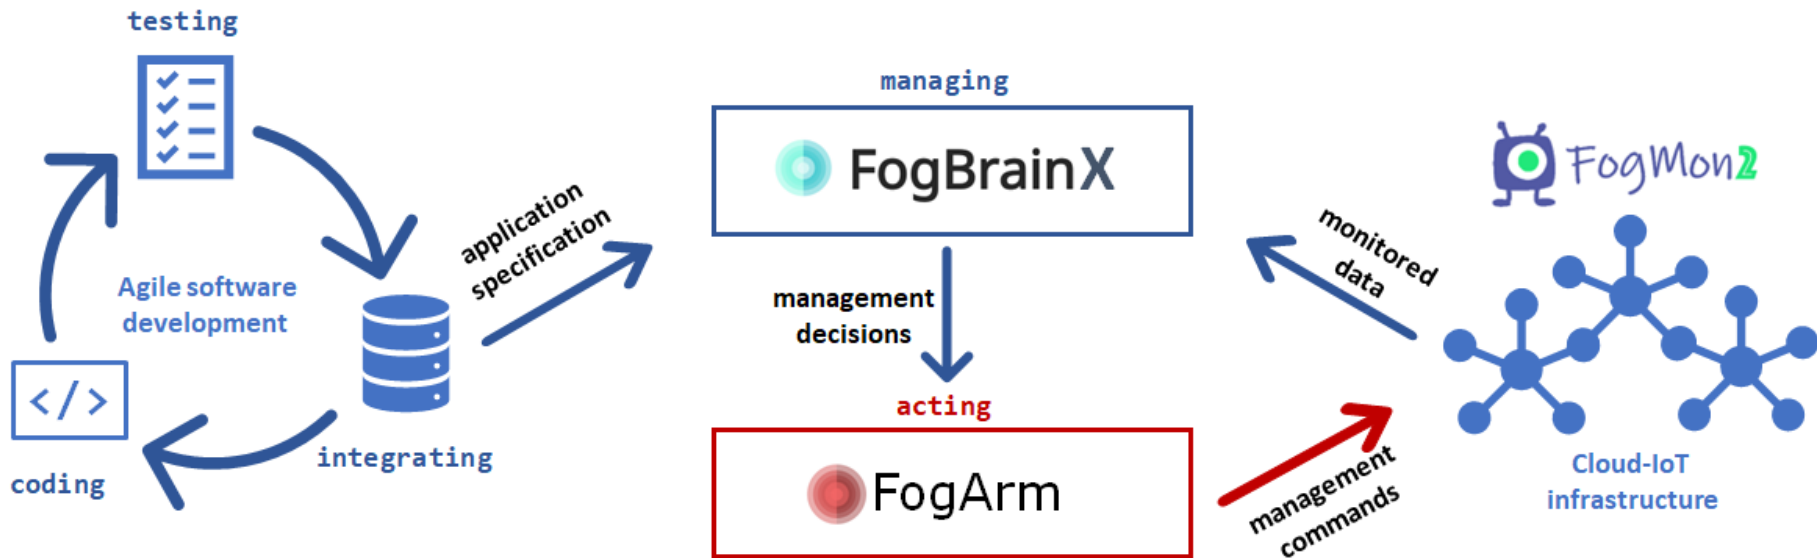 testing
Agile software
development
</>
coding
integrating
application
specification
managing
FogBrainX
management
decisions
acting
FogArm
monitored
data
management
commands
FogMon2
Cloud-IoT
infrastructure